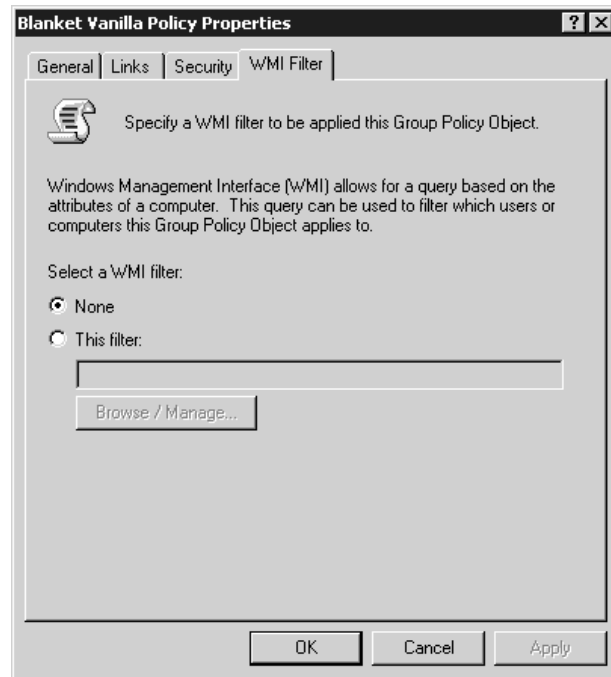 Blanket Vanilla Policy Properties
General Links Security WMI Filter
Specify a WMI filter to be applied this Group Policy Object.
Windows Management Interface (WMI) allows for a query based on the
attributes of a computer. This query can be used to filter which users or
computers this Group Policy Object applies to.
Select a WMI filter:
None
This filter:
Browse / Manage...
OK Cancel Apply